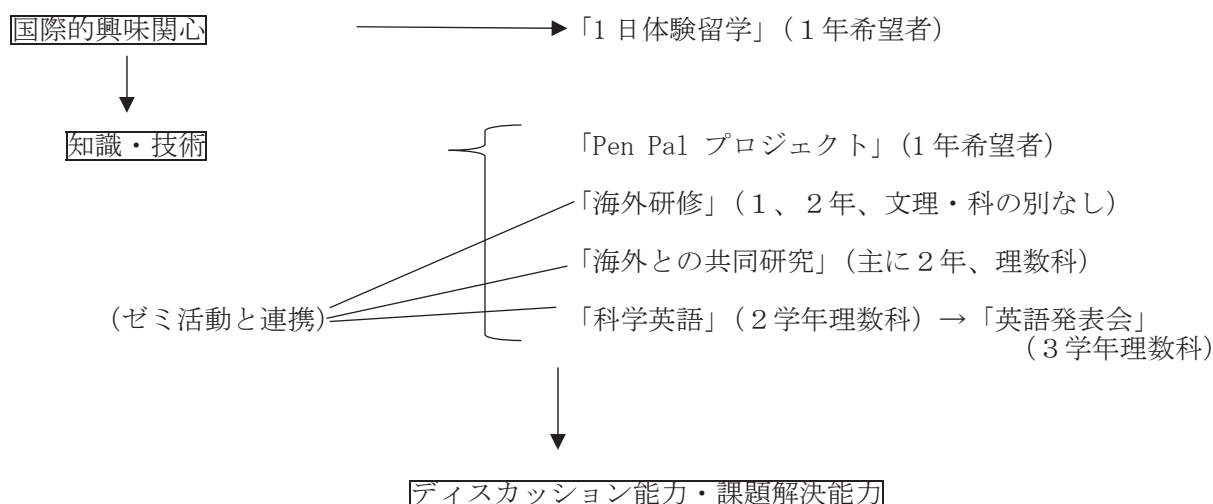 国際的興味関心 「1日体験留学」（１年希望者）
知識・技術 「Pen Pal プロジェクト」（1年希望者）
「海外研修」（１、２年、文理・科の別なし）
「海外との共同研究」（主に２年、理数科）
（ゼミ活動と連携） 「科学英語」（２学年理数科）→「英語発表会」
（３学年理数科）
ディスカッション能力・課題解決能力